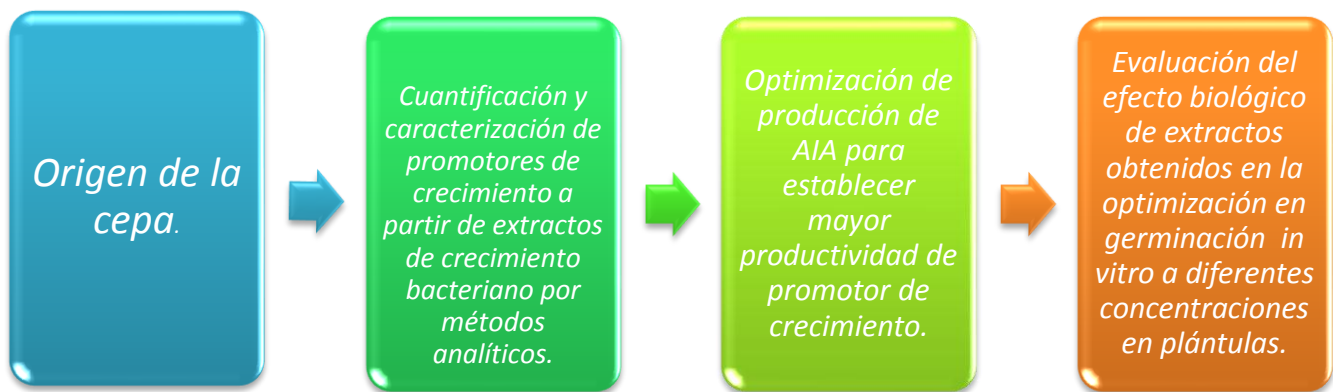 Origen de la
cepa.
Cuantificación y
caracterización de
promotores de
crecimiento a
partir de extractos
de crecimiento
bacteriano por
métodos
analíticos.
Optimización de
producción de
AIA para
establecer
mayor
productividad de
promotor de
crecimiento.
Evaluación del
efecto biológico
de extractos
obtenidos en la
optimización en
germinación in
vitro a diferentes
concentraciones
en plántulas.